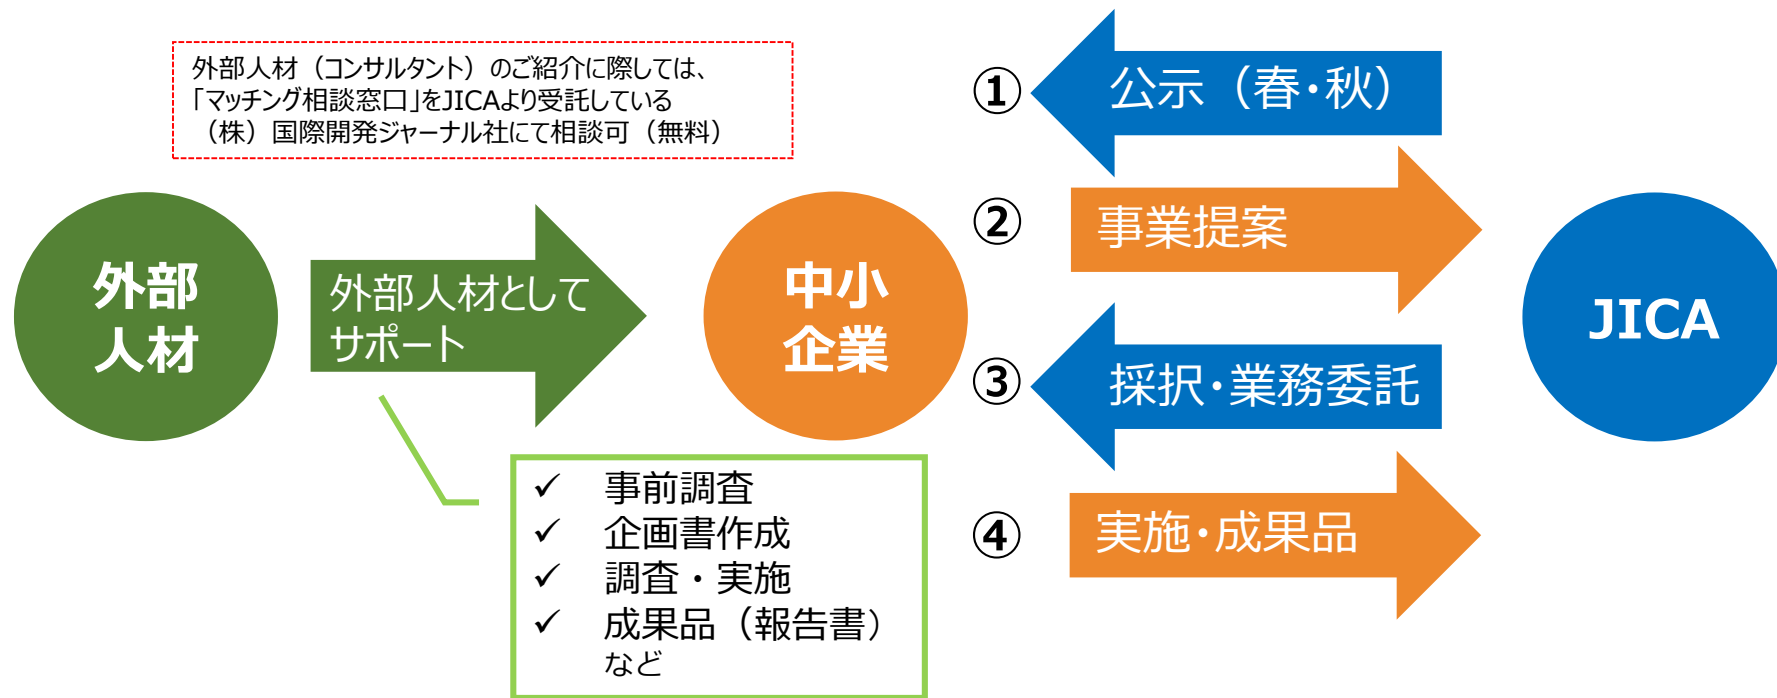 外部人材（コンサルタント）のご紹介に際しては、
「マッチング相談窓口」をJICAより受託している
（株）国際開発ジャーナル社にて相談可（無料）
外部
人材
外部人材として
サポート
中小
企業
✓ 事前調査
✓ 企画書作成
✓ 調査・実施
✓ 成果品（報告書）
など
① 公示（春・秋）
② 事業提案
③ 採択・業務委託
④ 実施・成果品
JICA